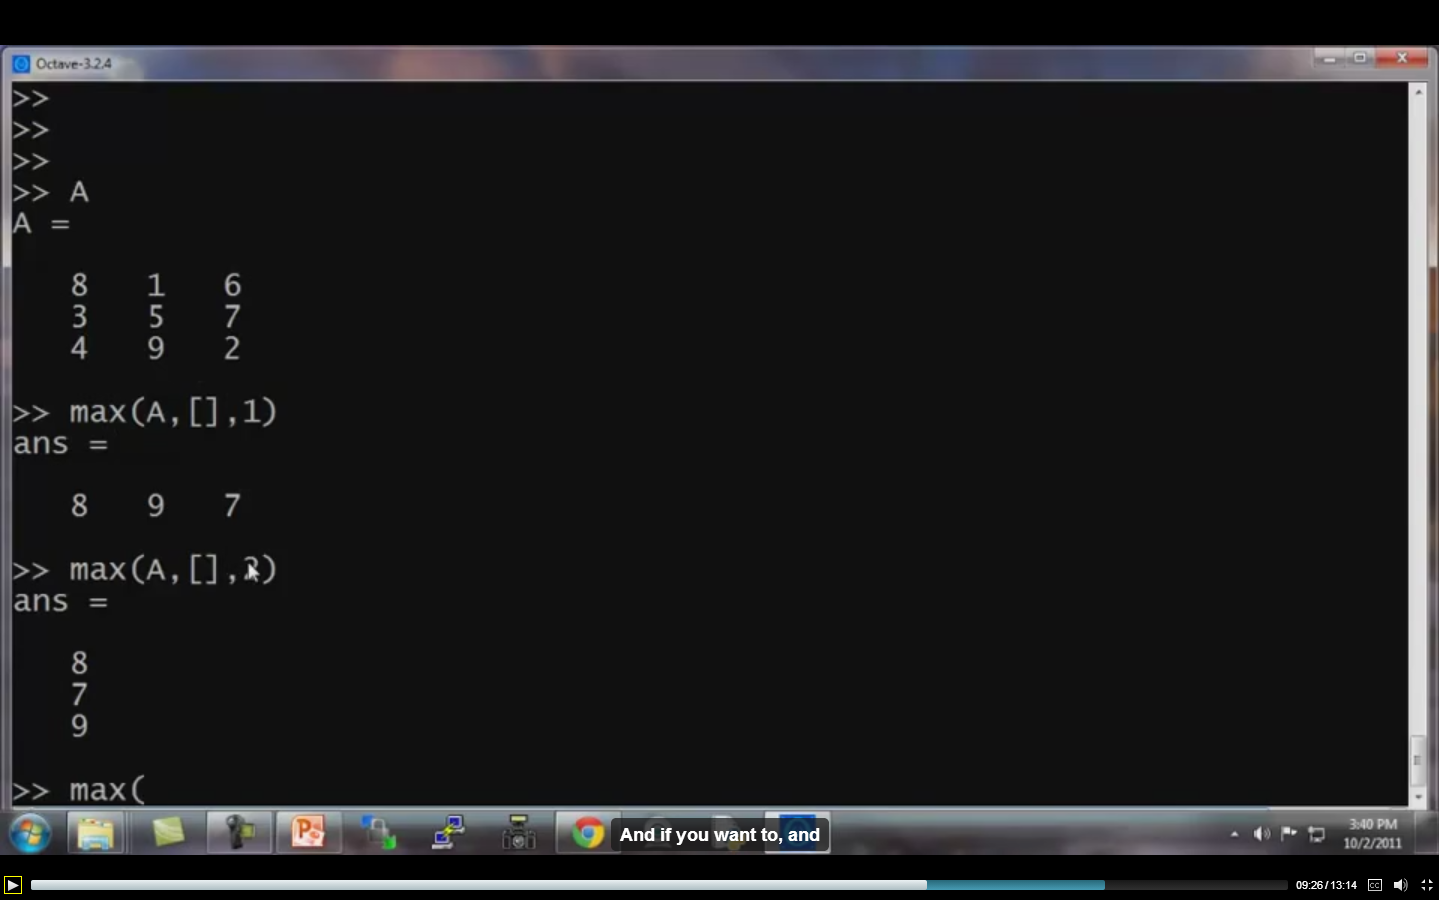 Octave-3.2.4
>>
>>
>>
>> A
A =
8 1 6
3 5 7
4 9 2
>> max(A,[],1)
ans =
8 9 7
>> max(A,[],2)
ans =
8
7
9
>> max(
And if you want to, and
3:40 PM
10/2/2011
09:26/13:14
CC